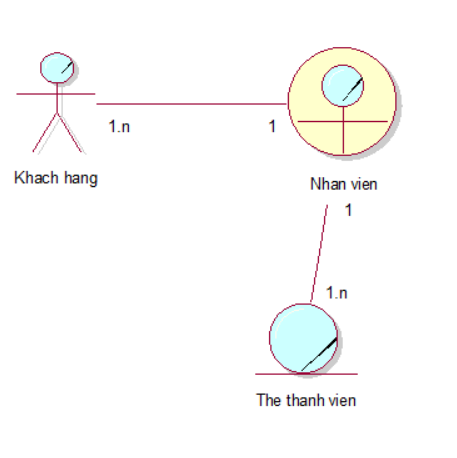 1.n
1
Khach hang
Nhan vien
1
1.n
The thanh vien